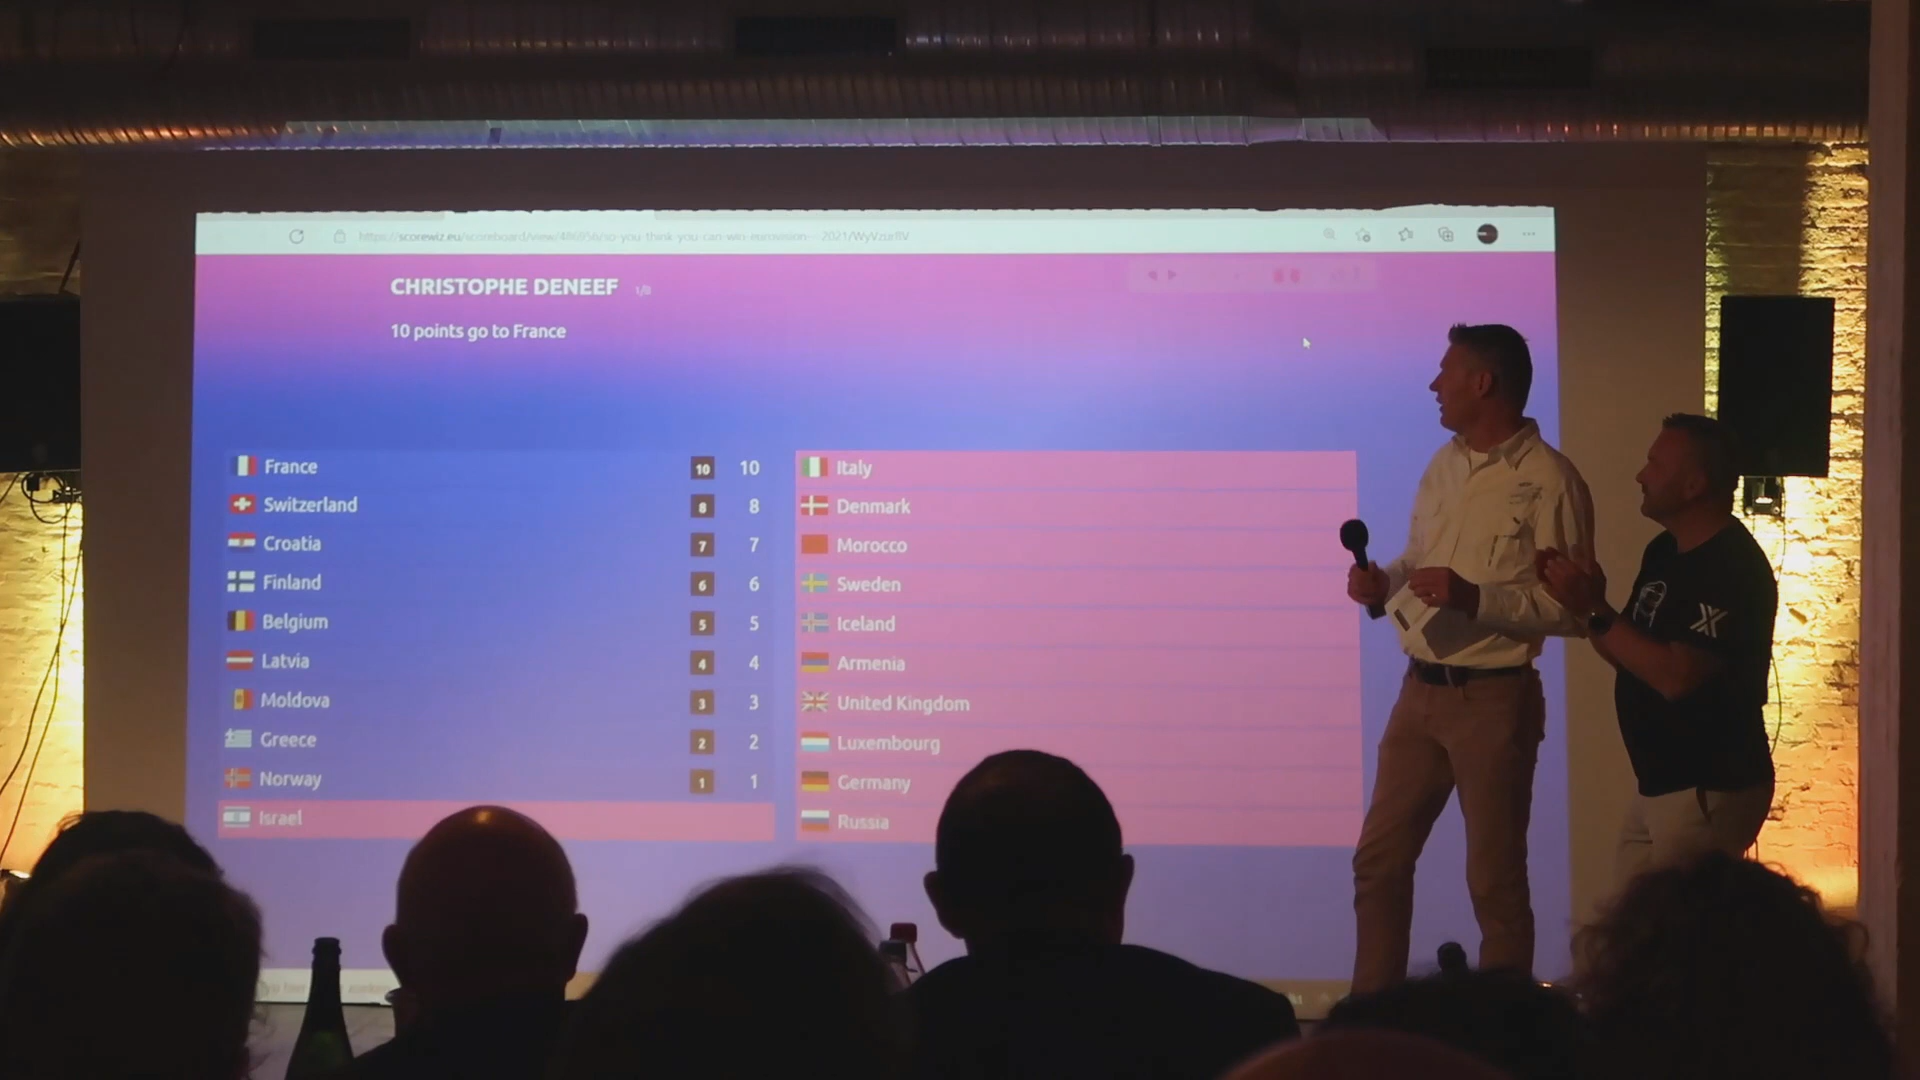 CHRISTOPHE DENEEF 1/8
10 points go to France
France 10 10
Switzerland 8 8
Croatia 7 7
Finland 6 6
Belgium 5 5
Latvia 4 4
Moldova 3 3
Greece 2 2
Norway 1 1
Israel
Italy
Denmark
Morocco
Sweden
Iceland
Armenia
United Kingdom
Luxembourg
Germany
Russia